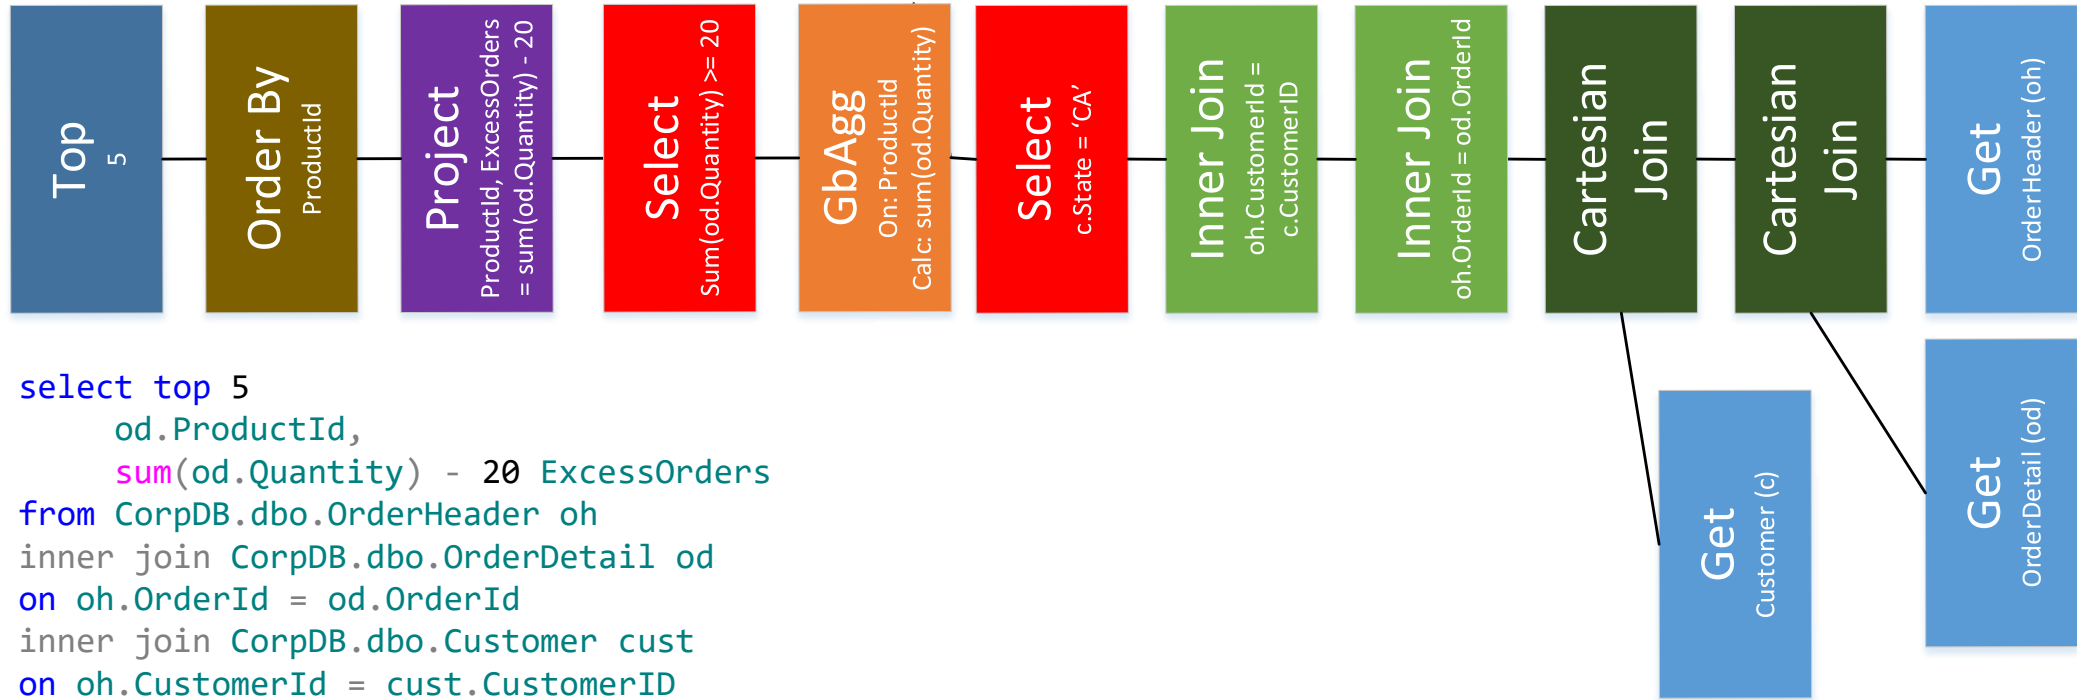 Top
5
Order By
ProductId
Project
ProductId, ExcessOrders
= sum(od.Quantity) - 20
Select
Sum(od.Quantity) >= 20
GbAgg
On: ProductId
Calc: sum(od.Quantity)
Select
c.State = ‘CA’
Inner Join
oh.CustomerId =
c.CustomerID
Inner Join
oh.OrderId = od.OrderId
Cartesian
Join
Cartesian
Join
Get
OrderHeader (oh)
Get
Customer (c)
Get
OrderDetail (od)
select top 5
od.ProductId,
sum(od.Quantity) - 20 ExcessOrders
from CorpDB.dbo.OrderHeader oh
inner join CorpDB.dbo.OrderDetail od
on oh.OrderId = od.OrderId
inner join CorpDB.dbo.Customer cust
on oh.CustomerId = cust.CustomerID